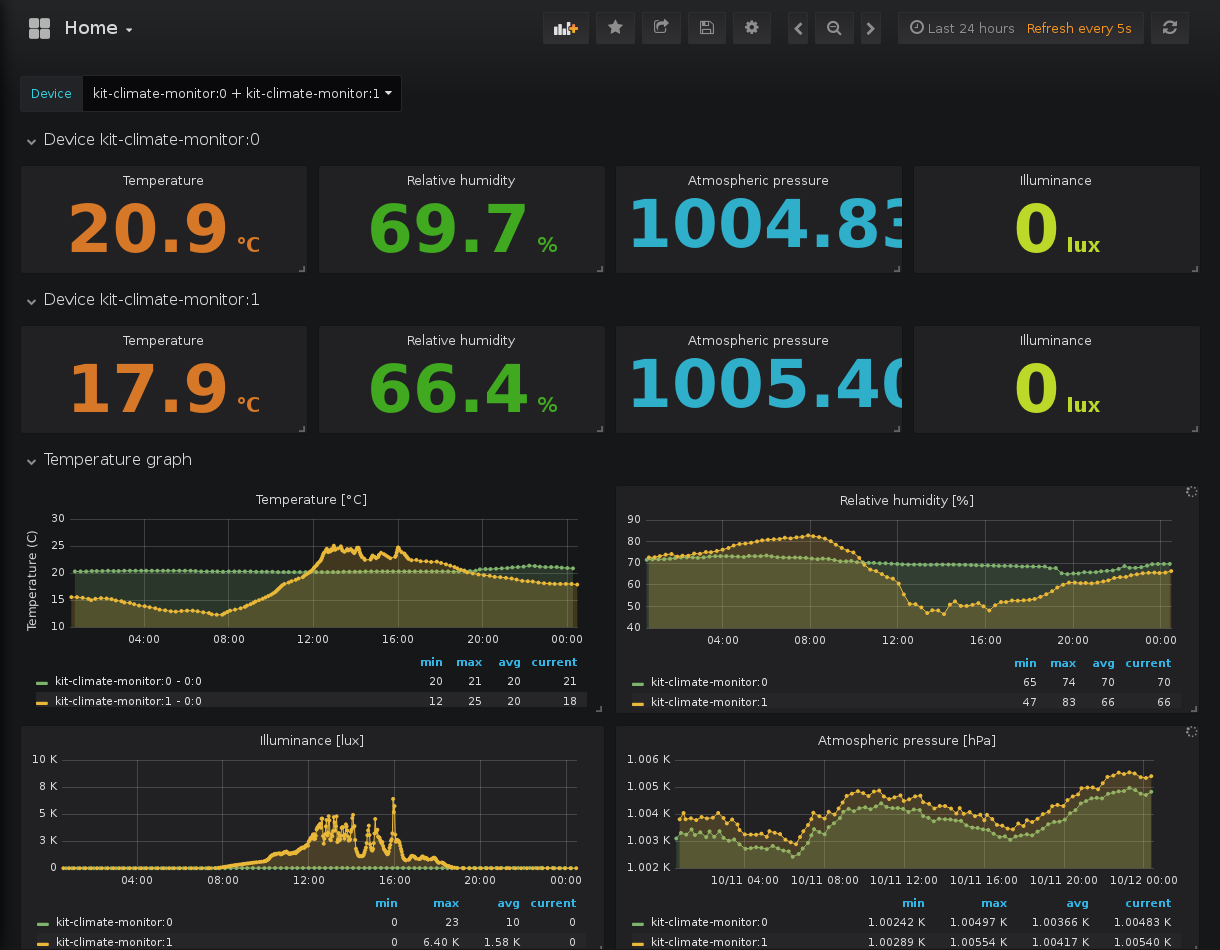 Home
Last 24 hours Refresh every 5s
Device kit-climate-monitor:0 + kit-climate-monitor:1
Device kit-climate-monitor:0
Temperature Relative humidity Atmospheric pressure Illuminance
20.9 °C 69.7 % 1004.83 0 lux
Device kit-climate-monitor:1
Temperature Relative humidity Atmospheric pressure Illuminance
17.9 °C 66.4 % 1005.40 0 lux
Temperature graph
Temperature [°C]
Temperature (C)
30
25
20
15
10
04:00 08:00 12:00 16:00 20:00 00:00
min max avg current
kit-climate-monitor:0 - 0:0 20 21 20 21
kit-climate-monitor:1 - 0:0 12 25 20 18
Relative humidity [%]
90
80
70
60
50
40
04:00 08:00 12:00 16:00 20:00 00:00
min max avg current
kit-climate-monitor:0 65 74 70 70
kit-climate-monitor:1 47 83 66 66
Illuminance [lux]
10 K
8 K
5 K
3 K
0
04:00 08:00 12:00 16:00 20:00 00:00
min max avg current
kit-climate-monitor:0 0 23 10 0
kit-climate-monitor:1 0 6.40 K 1.58 K 0
Atmospheric pressure [hPa]
1.006 K
1.005 K
1.004 K
1.003 K
1.002 K
10/11 04:00 10/11 08:00 10/11 12:00 10/11 16:00 10/11 20:00 10/12 00:00
min max avg current
kit-climate-monitor:0 1.00242 K 1.00497 K 1.00366 K 1.00483 K
kit-climate-monitor:1 1.00289 K 1.00554 K 1.00417 K 1.00540 K